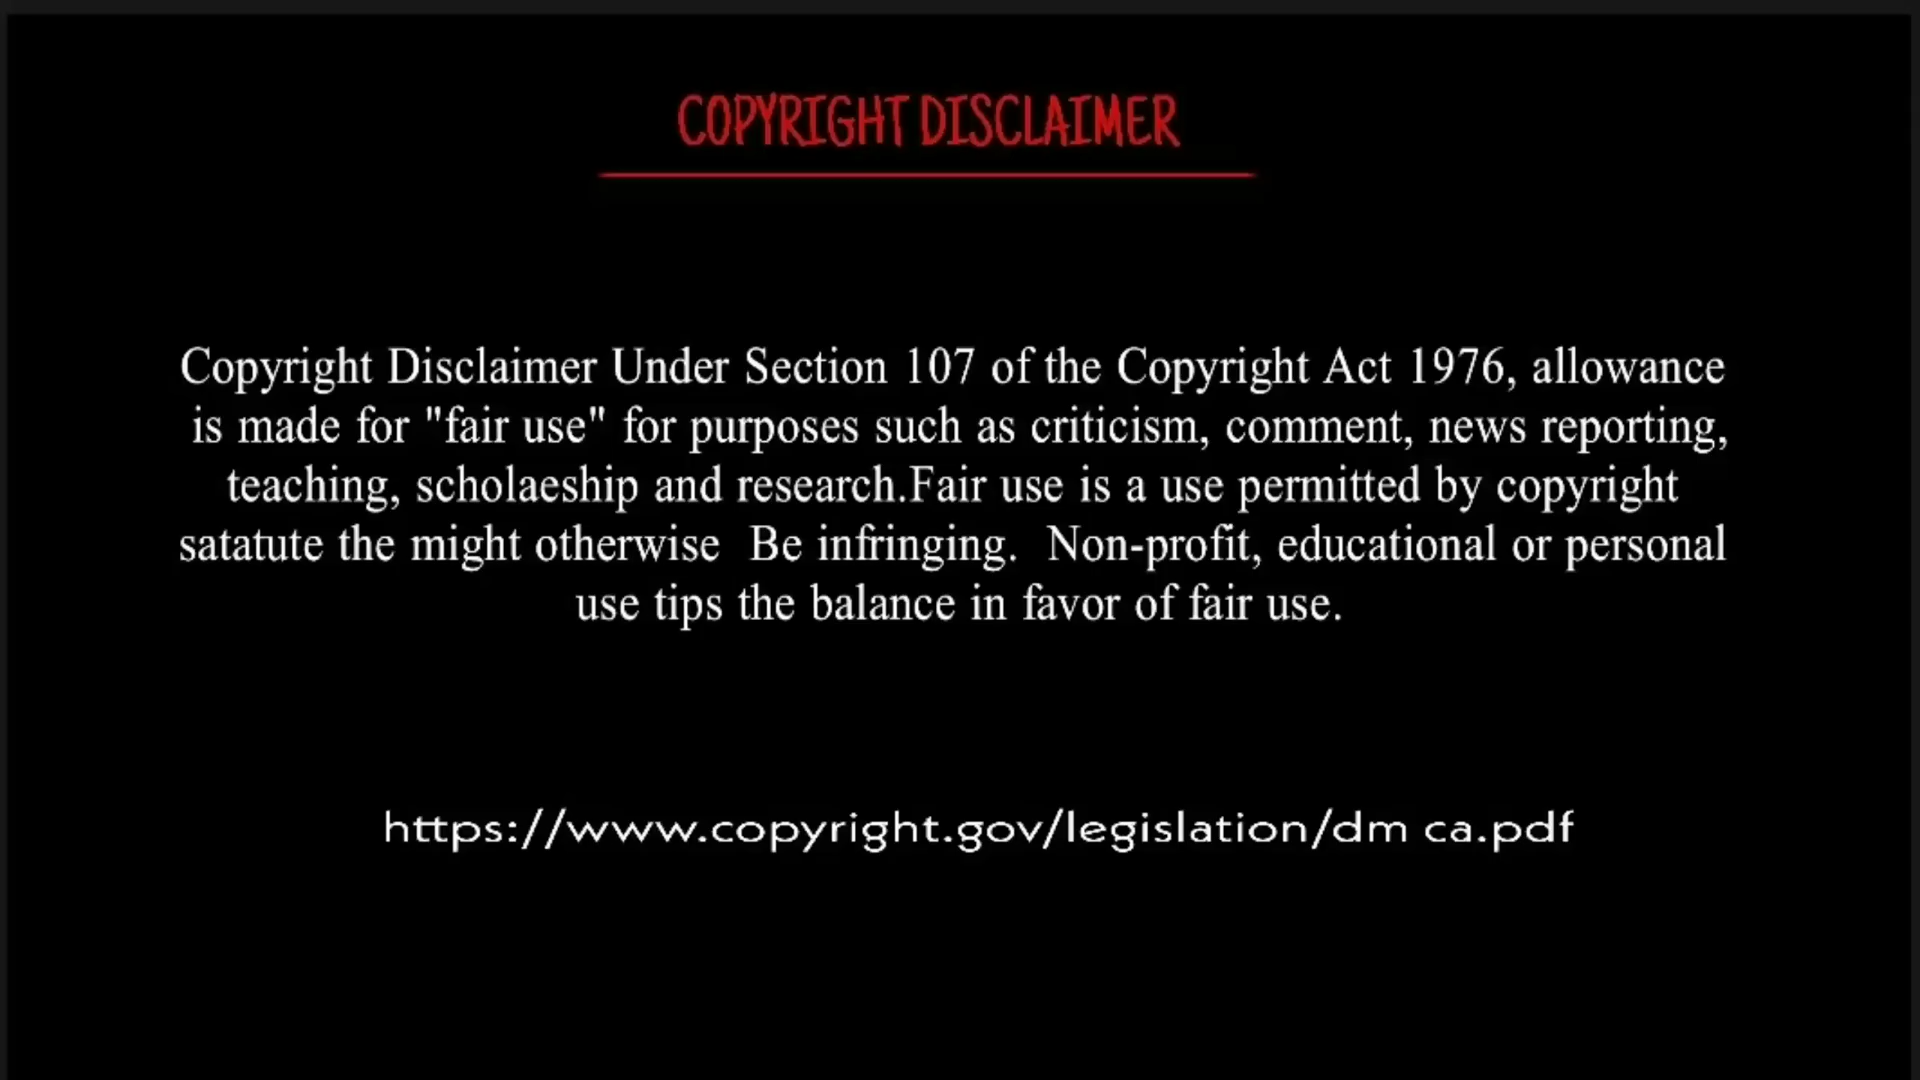 COPYRIGHT DISCLAIMER
Copyright Disclaimer Under Section 107 of the Copyright Act 1976, allowance
is made for "fair use" for purposes such as criticism, comment, news reporting,
teaching, scholaeship and research.Fair use is a use permitted by copyright
satatute the might otherwise  Be infringing.  Non-profit, educational or personal
use tips the balance in favor of fair use.
https://www.copyright.gov/legislation/dm ca.pdf